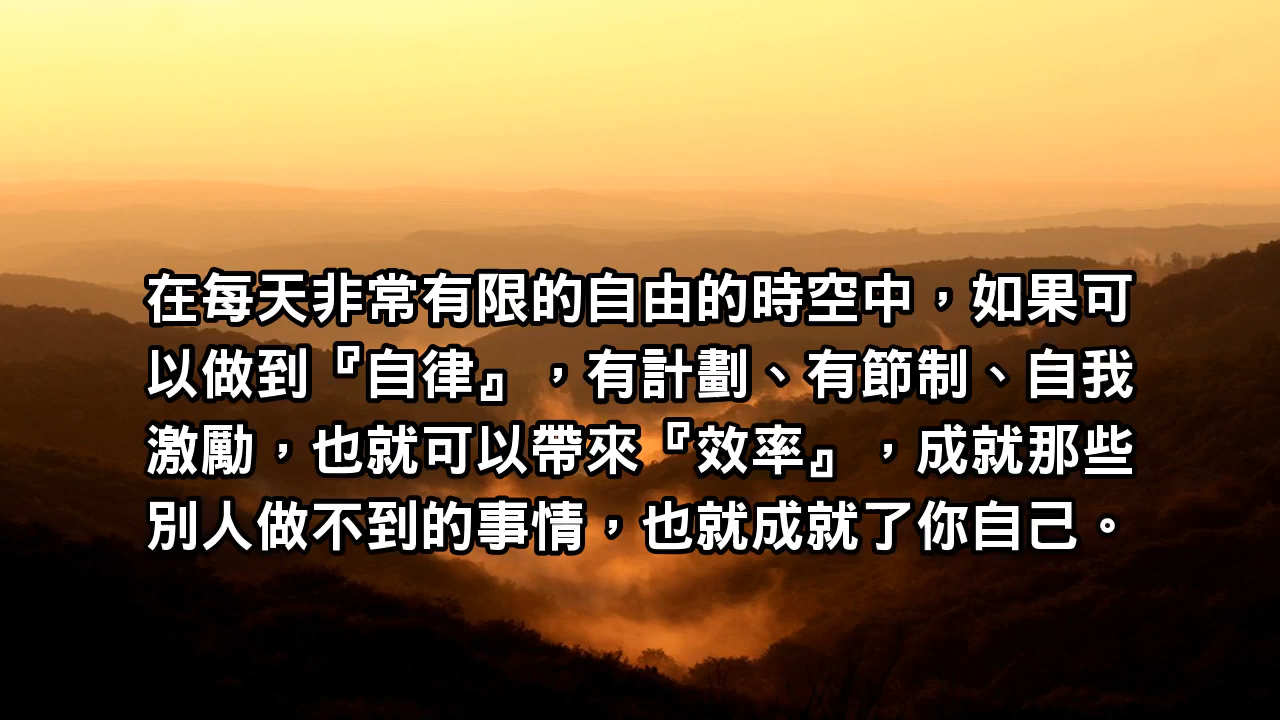 在每天非常有限的自由的時空中，如果可
以做到『自律』，有計劃、有節制、自我
激勵，也就可以帶來『效率』，成就那些
別人做不到的事情，也就成就了你自己。